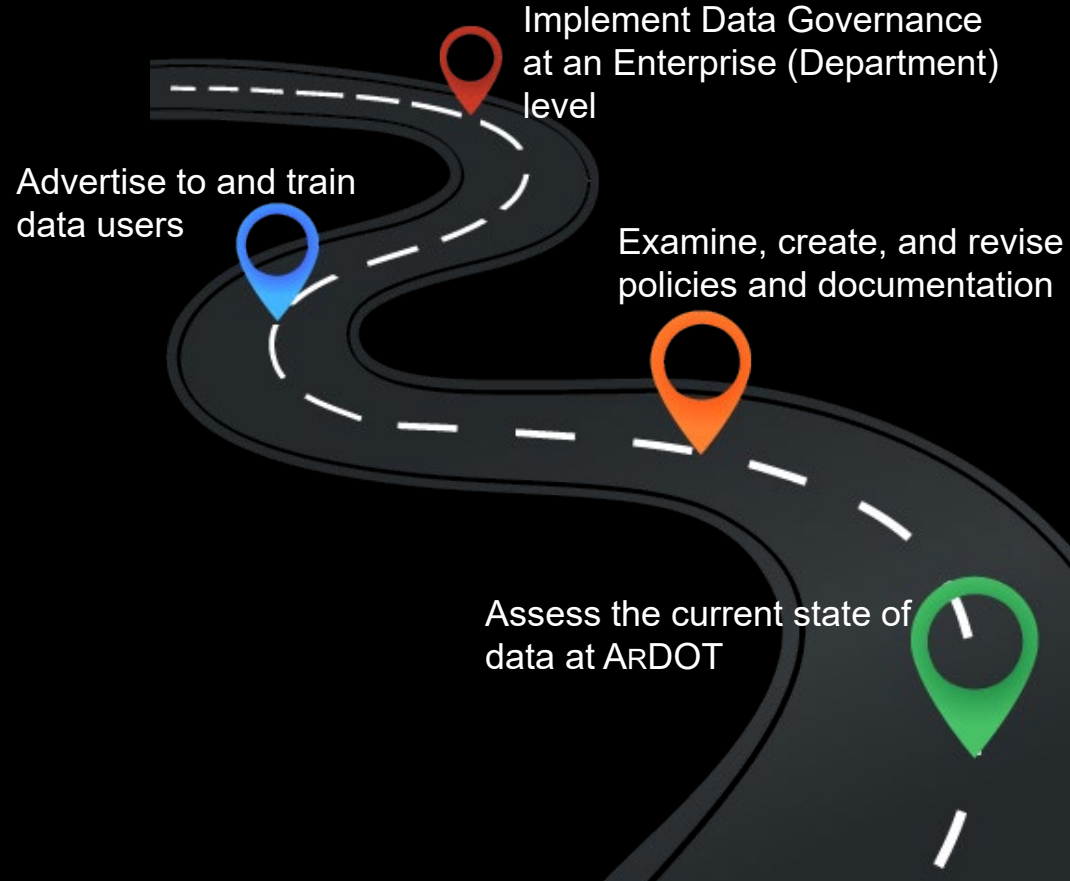 Implement Data Governance
at an Enterprise (Department)
level
Advertise to and train
data users
Examine, create, and revise
policies and documentation
Assess the current state of
data at ARDOT